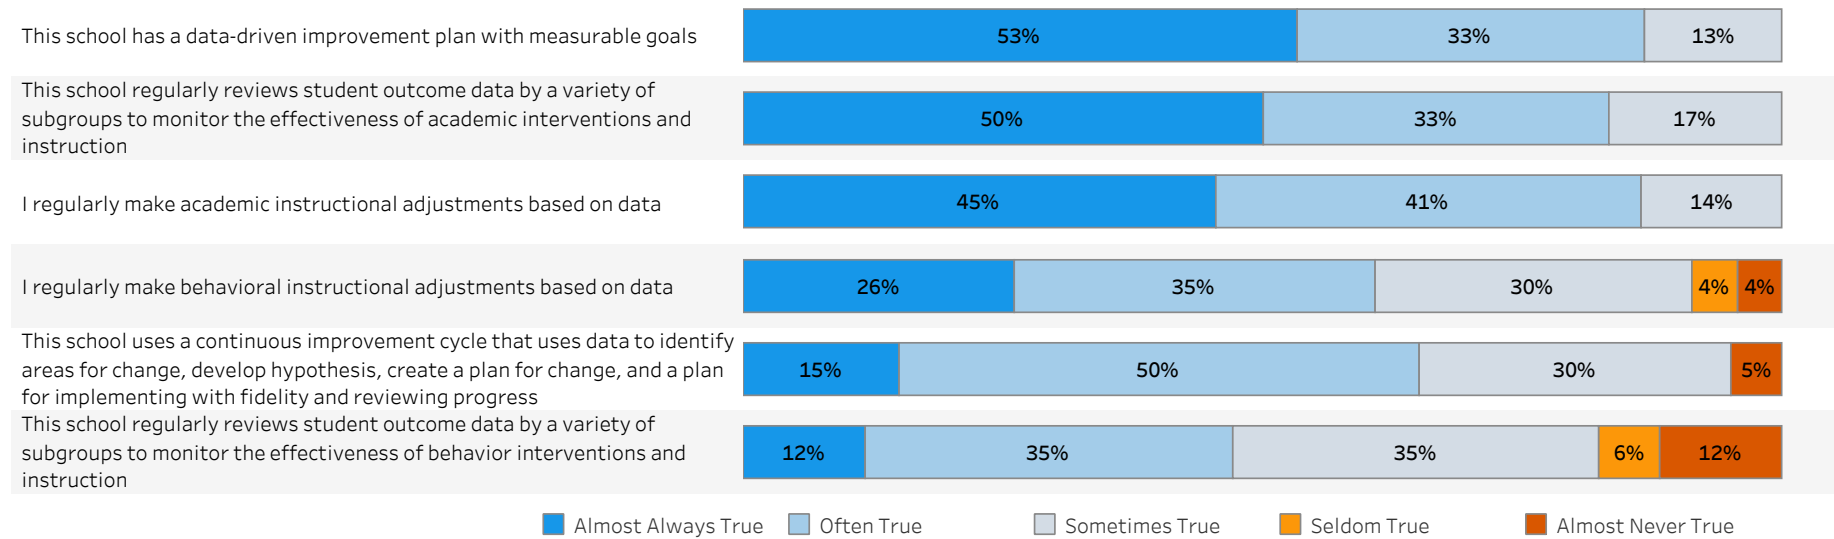 This school has a data-driven improvement plan with measurable goals
53%
33%
13%
This school regularly reviews student outcome data by a variety of
subgroups to monitor the effectiveness of academic interventions and
instruction
50%
33%
17%
I regularly make academic instructional adjustments based on data
45%
41%
14%
I regularly make behavioral instructional adjustments based on data
26%
35%
30%
4%
4%
This school uses a continuous improvement cycle that uses data to identify
areas for change, develop hypothesis, create a plan for change, and a plan
for implementing with fidelity and reviewing progress
15%
50%
30%
5%
This school regularly reviews student outcome data by a variety of
subgroups to monitor the effectiveness of behavior interventions and
instruction
12%
35%
35%
6%
12%
Almost Always True
Often True
Sometimes True
Seldom True
Almost Never True